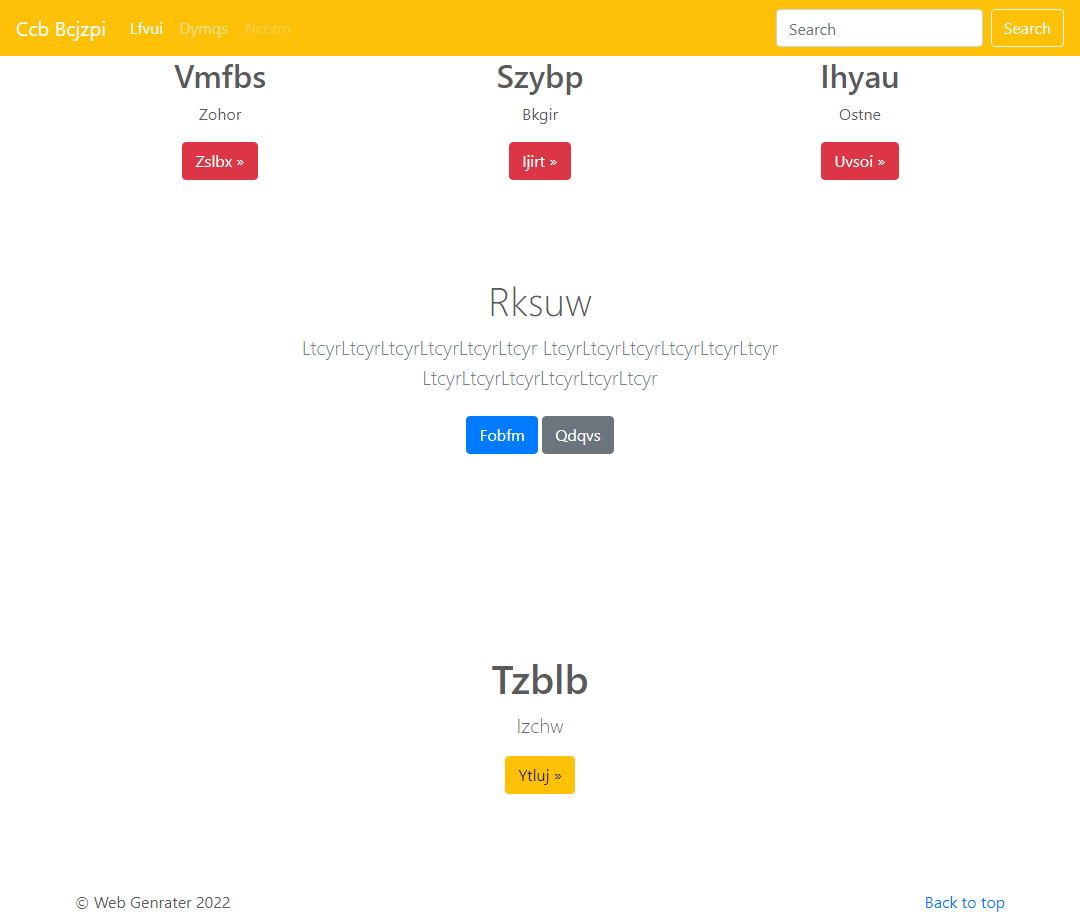 Ccb Bcjzpi Lfvui Dymqs Ncerm Search Search
Vmfbs Szybp Ihyau
Zohor Bkgir Ostne
Zslbx » Ijirt » Uvsoi »
Rksuw
LtcyrLtcyrLtcyrLtcyrLtcyrLtcyr LtcyrLtcyrLtcyrLtcyrLtcyrLtcyr
LtcyrLtcyrLtcyrLtcyrLtcyrLtcyr
Fobfm Qdqvs
Tzblb
Izchw
Ytluj »
© Web Genrater 2022 Back to top